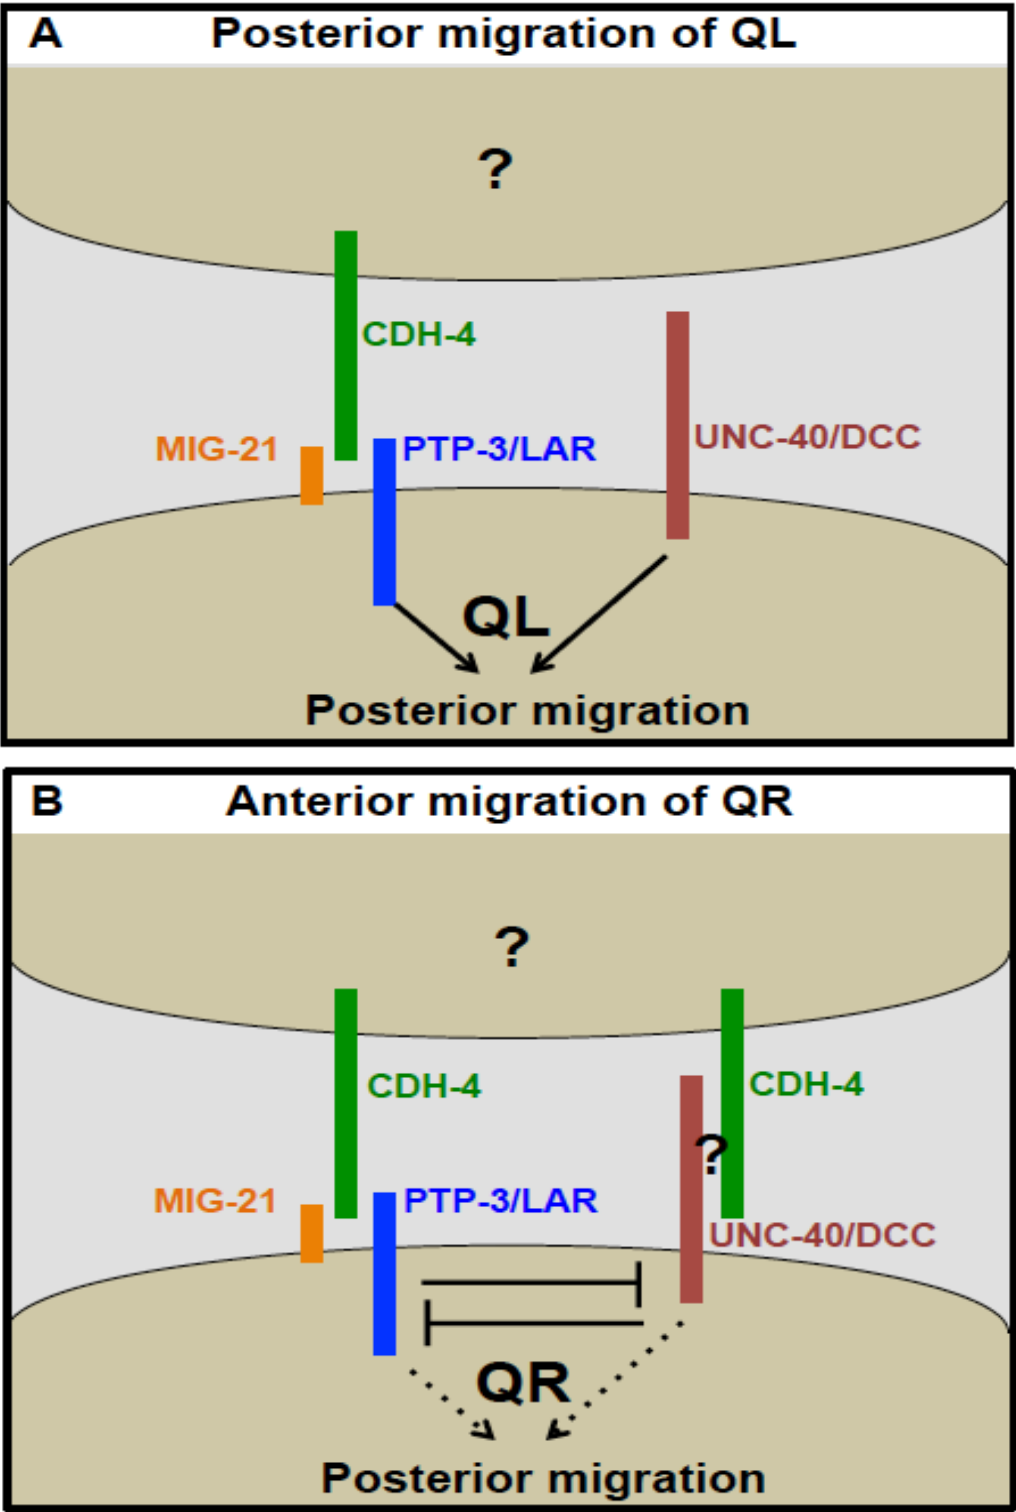 A Posterior migration of QL
?
CDH-4
MIG-21 PTP-3/LAR UNC-40/DCC
QL
Posterior migration
B Anterior migration of QR
?
CDH-4 CDH-4
?
MIG-21 PTP-3/LAR
UNC-40/DCC
QR
Posterior migration